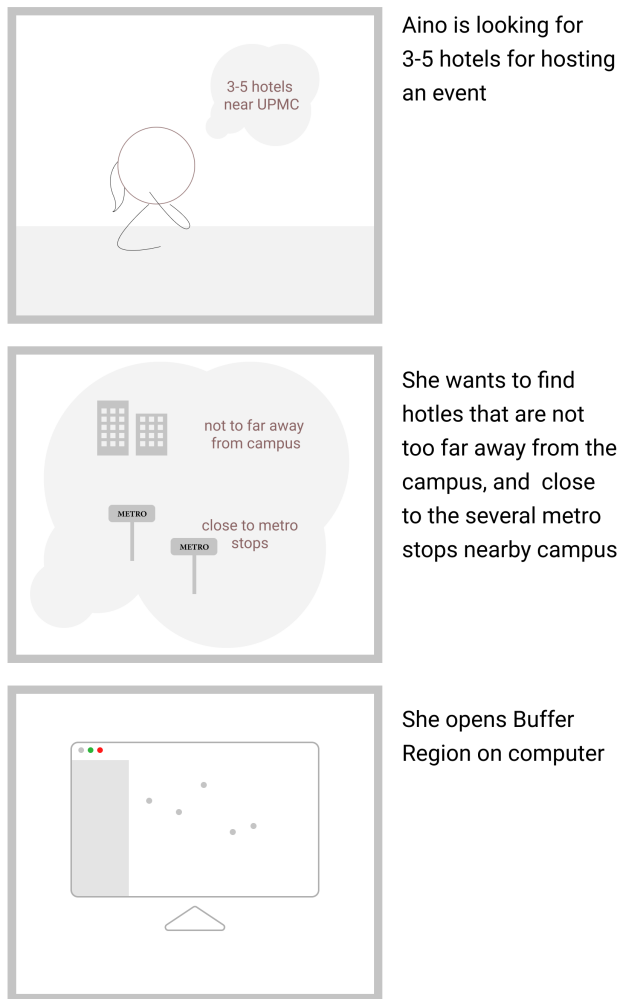 Aino is looking for
3-5 hotels for hosting
an event
3-5 hotels
near UPMC
She wants to find
hotles that are not
too far away from the
campus, and close
to the several metro
stops nearby campus
not to far away
from campus
METRO
close to metro
stops
METRO
She opens Buffer
Region on computer